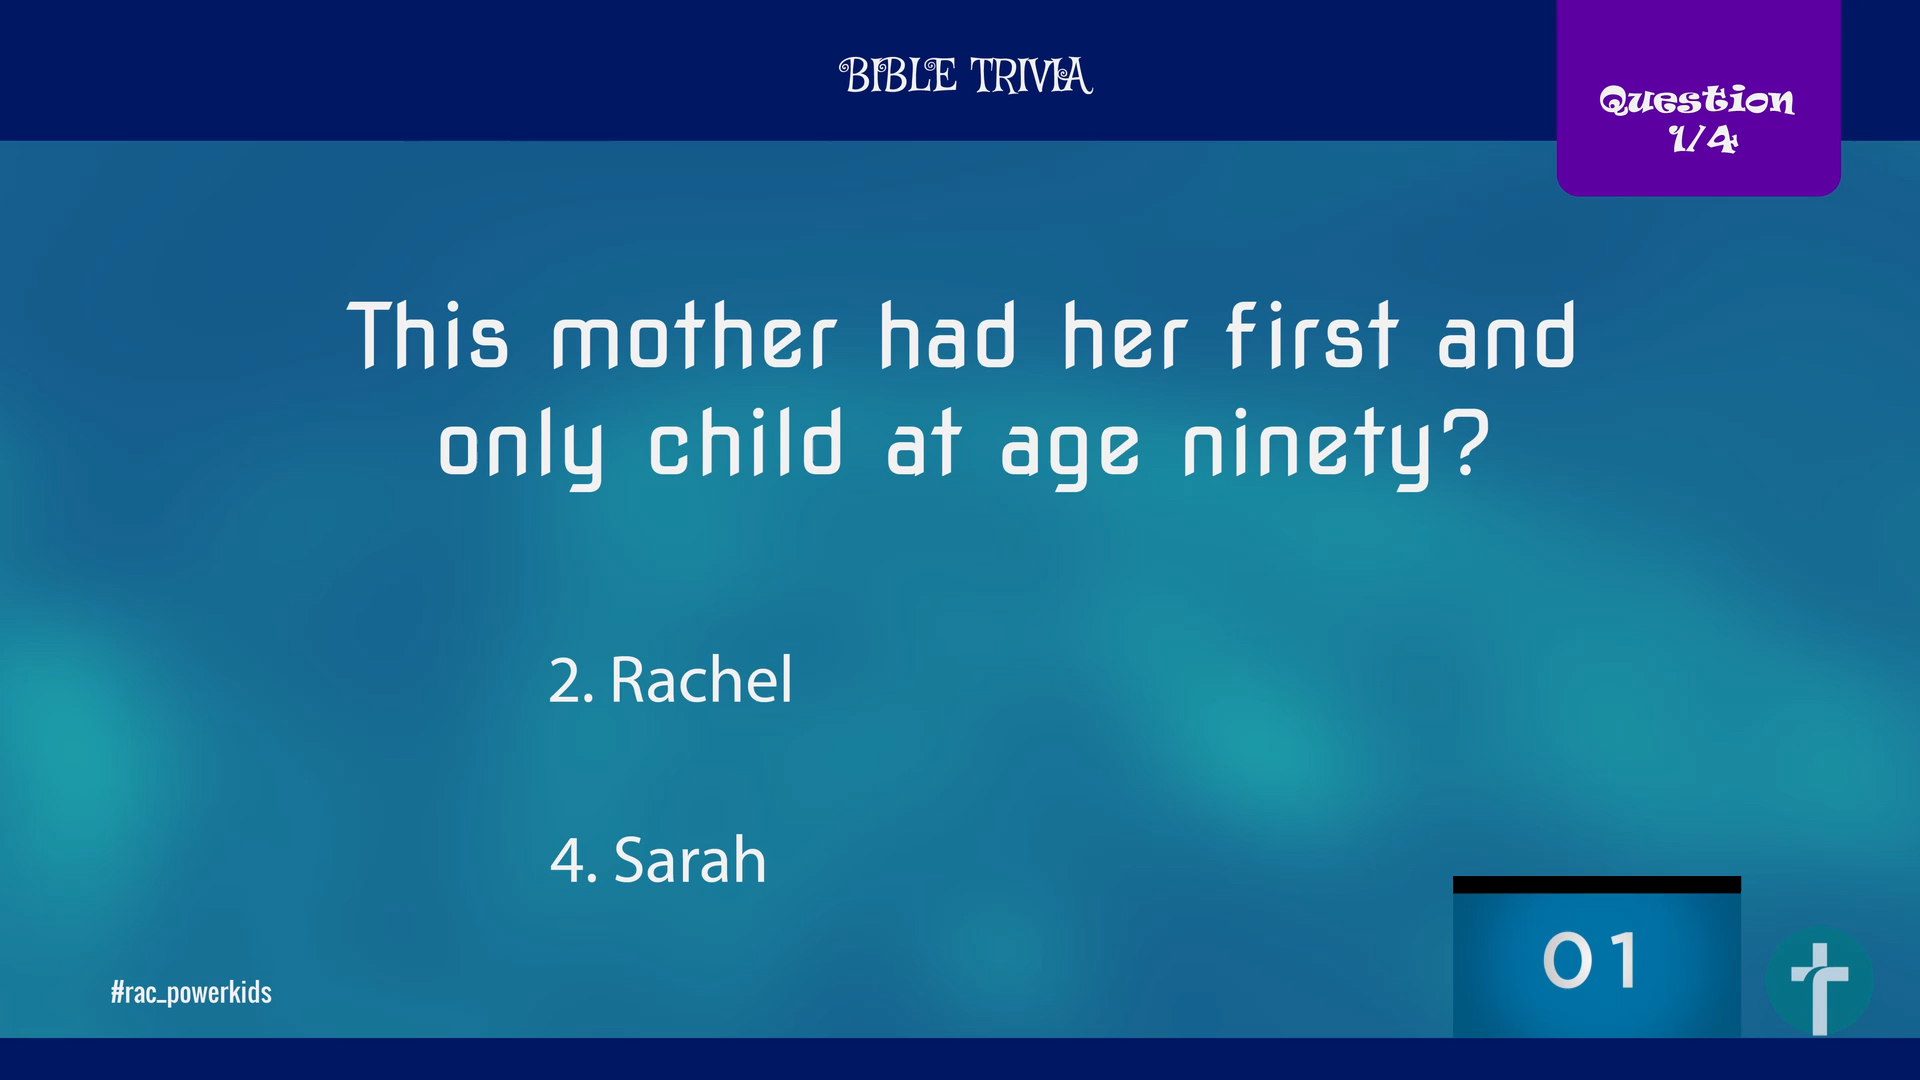 BIBLE TRIVIA
Question
1/4
This mother had her first and
only child at age ninety?
2. Rachel
4. Sarah
01
#rac_powerkids